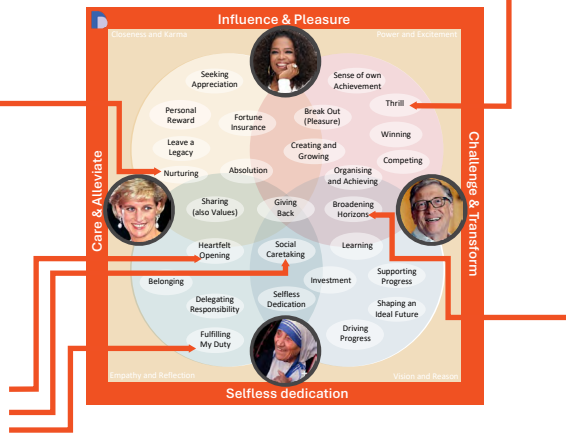 Influence & Pleasure
Closeness and Karma
Power and Excitement
Seeking
Appreciation
Sense of own
Achievement
Thrill
Personal
Reward
Fortune
Insurance
Break Out
(Pleasure)
Winning
Leave a
Legacy
Creating and
Growing
Competing
Nurturing
Absolution
Organising
and Achieving
Care & Alleviate
Challenge & Transform
Sharing
(also Values)
Giving
Back
Broadening
Horizons
Heartfelt
Opening
Social
Caretaking
Learning
Belonging
Investment
Supporting
Progress
Delegating
Responsibility
Selfless
Dedication
Shaping an
Ideal Future
Fulfilling
My Duty
Driving
Progress
Empathy and Reflection
Vision and Reason
Selfless dedication